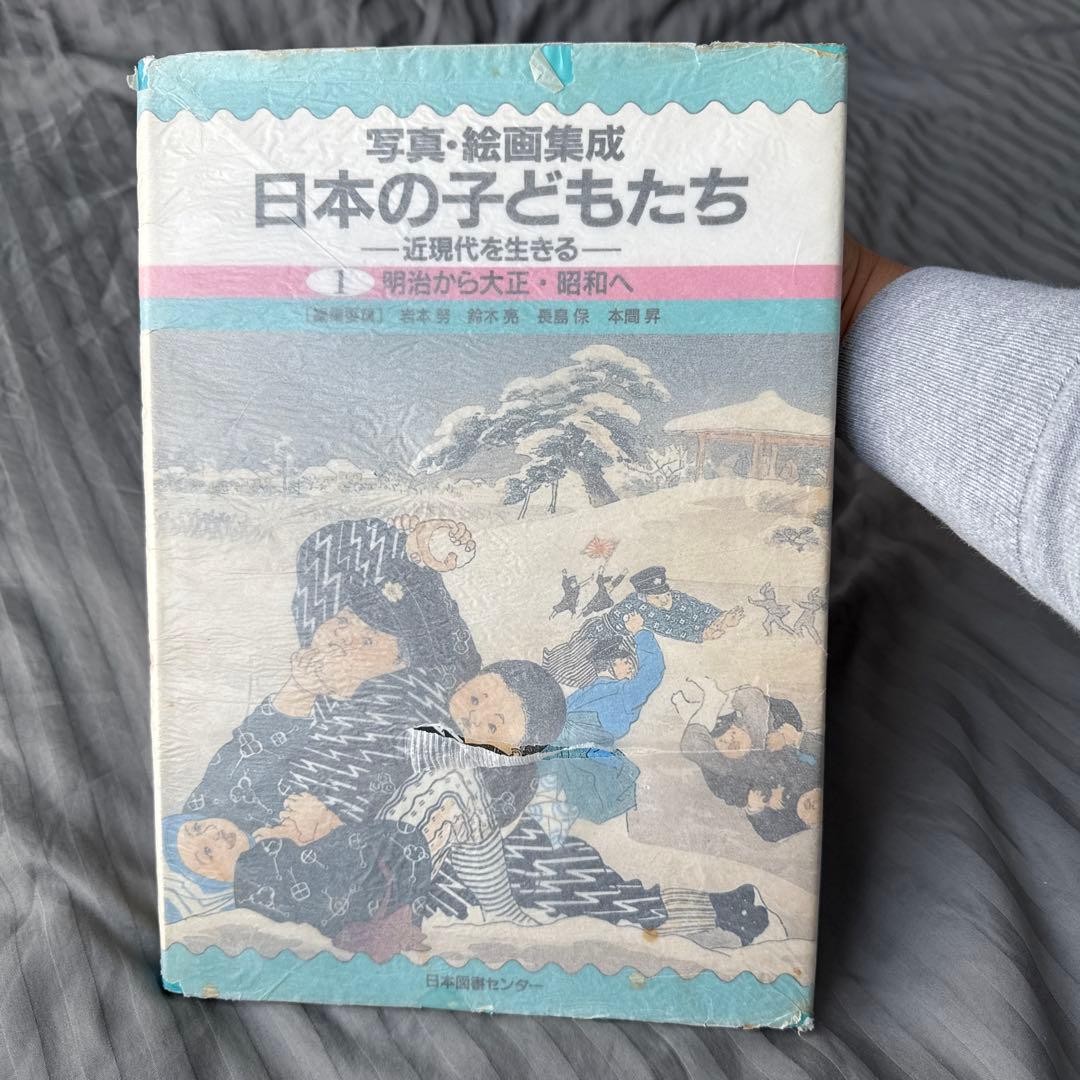 写真・絵画集成
日本の子どもたち
―近現代を生きる―
1 明治から大正・昭和へ
岩本 努 鈴木 亮 長島 保 本間 昇
日本図書センター